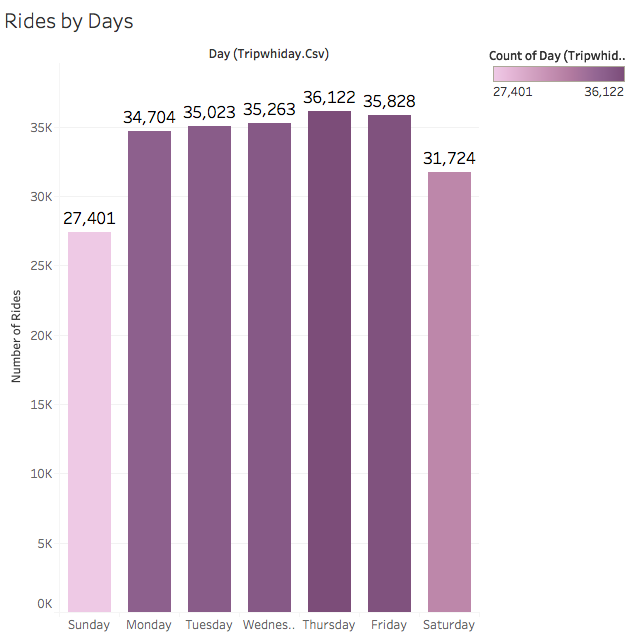 Rides by Days
Day (Tripwhiday.Csv)
Count of Day (Tripwhid..
27,401 36,122
Number of Rides
35K
30K
25K
20K
15K
10K
5K
0K
27,401
34,704
35,023
35,263
36,122
35,828
31,724
Sunday Monday Tuesday Wednes.. Thursday Friday Saturday